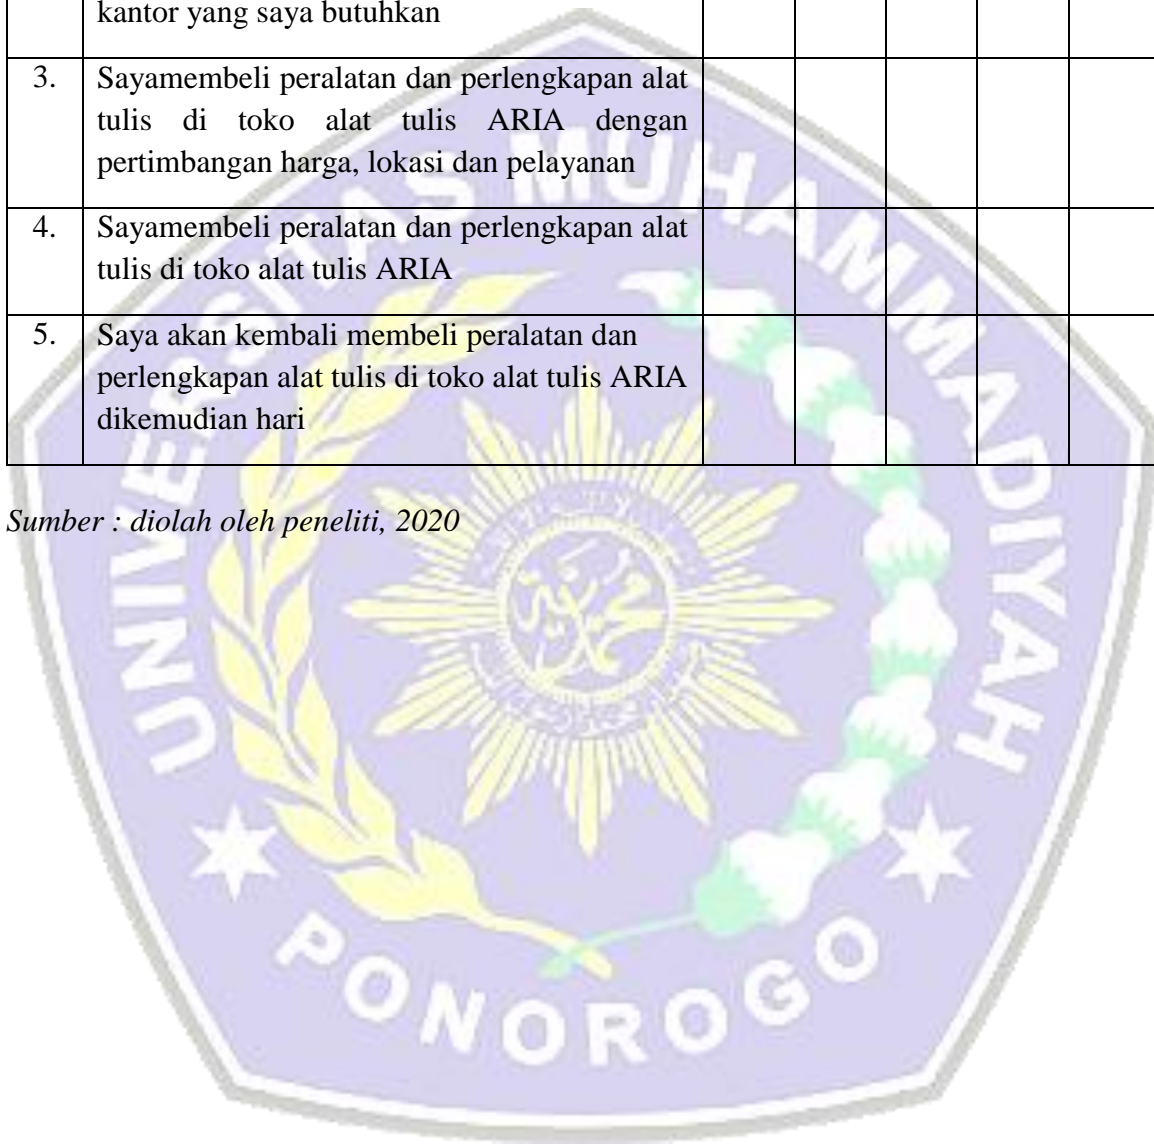 kantor yang saya butuhkan
3. Sayamembeli peralatan dan perlengkapan alat
tulis di toko alat tulis ARIA dengan
pertimbangan harga, lokasi dan pelayanan
4. Sayamembeli peralatan dan perlengkapan alat
tulis di toko alat tulis ARIA
5. Saya akan kembali membeli peralatan dan
perlengkapan alat tulis di toko alat tulis ARIA
dikemudian hari
Sumber : diolah oleh peneliti, 2020
UNIVERSITAS MUHAMMADIYAH
PONOROGO